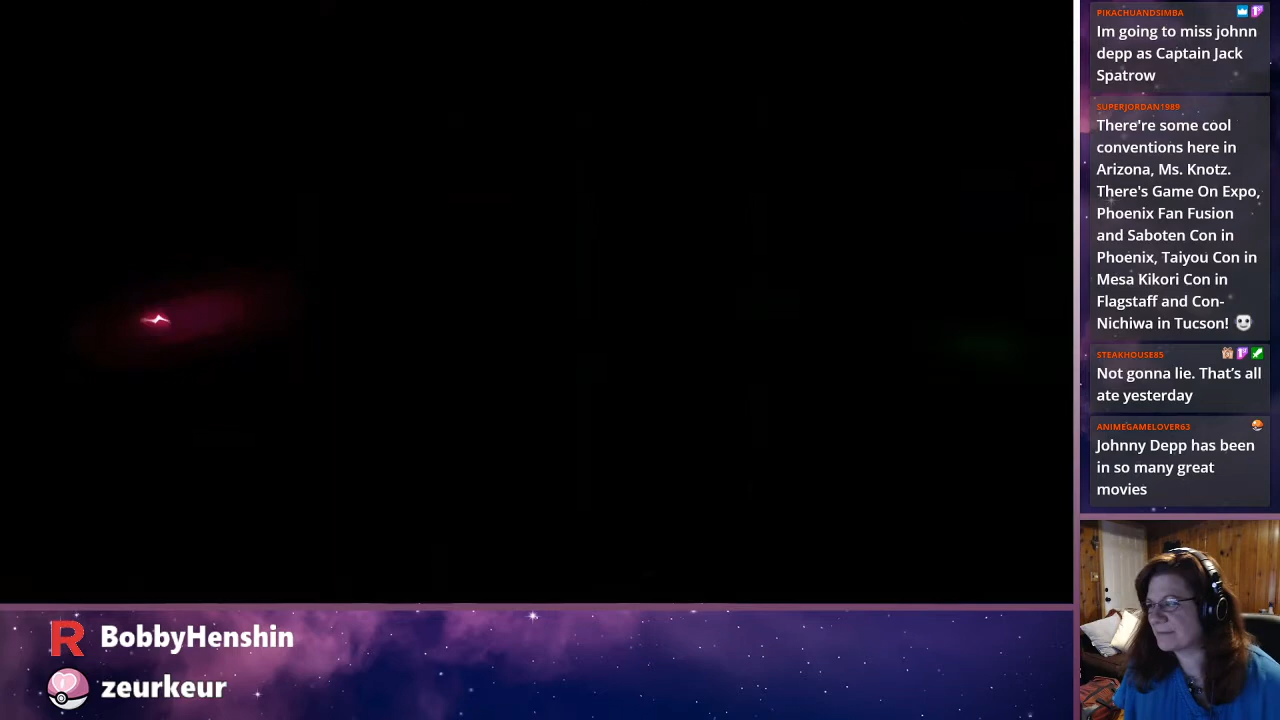 PIKACHUANDSIMBA
Im going to miss johnn
depp as Captain Jack
Spatrow
SUPERJORDAN1989
There're some cool
conventions here in
Arizona, Ms. Knotz.
There's Game On Expo,
Phoenix Fan Fusion
and Saboten Con in
Phoenix, Taiyou Con in
Mesa Kikori Con in
Flagstaff and Con-
Nichiwa in Tucson!
STEAKHOUSE85
Not gonna lie. That’s all
ate yesterday
ANIMEGAMELOVER63
Johnny Depp has been
in so many great
movies
R BobbyHenshin
zeurkeur